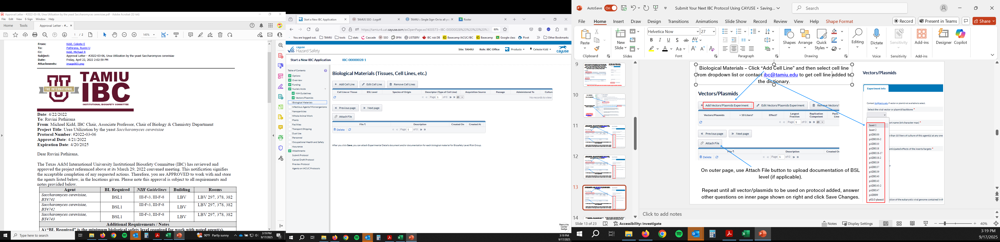 Approval Letter - #2022-03-06, Urea Utilization by the yeast Saccharomyces cerevisiae.pdf - Adobe Acrobat (32-bit)
File Edit View E-Sign Window Help
Home Tools Approval Letter - #... ×
1 / 2 145%
From: Kidd, Celeste E
To: Pathirana, Ruvini U
Cc: Kidd, Michael R
Subject: Approval Letter - #2022-03-06, Urea Utilization by the yeast Saccharomyces cerevisiae
Date: Friday, April 22, 2022 2:02:59 PM
Attachments: image003.png
THE INTERNATIONAL
TAMIU
IBC
INSTITUTIONAL BIOSAFETY COMMITTEE
Date: 4/22/2022
To: Ruvini Pathirana
From: Michael Kidd, IBC Chair, Associate Professor, Chair of Biology & Chemistry Department
Project Title: Urea Utilization by the yeast Saccharomyces cerevisiae
Protocol Number: #2022-03-06
Approval Date: 4/21/2022
Expiration Date: 4/20/2025
Dear Ruvini Pathirana,
The Texas A&M International University Institutional Biosafety Committee (IBC) has reviewed and
approved the project referenced above at its March 29, 2022 convened meeting. This notification signifies
the acceptable completion of any requested actions. Therefore, you are APPROVED to work with and store
the agents listed below, in the locations given. Please note this approval is subject to all requirements and
notes provided below.
Agent BL Required NIH Guidelines Building Rooms
Saccharomyces cerevisiae, BY4741 BSL1 III-F-3, III-F-8 LBV LBV 297, 378, 382
Saccharomyces cerevisiae, BY4742 BSL1 III-F-3, III-F-8 LBV LBV 297, 378, 382
Saccharomyces cerevisiae, BY4743 BSL1 III-F-3, III-F-8 LBV LBV 297, 378, 382
Additional Requirements / Notes
A) "BL Required" is the minimum biological safety level required for work with noted agent(s).
Type here to search
90°F Partly sunny
3:19 PM
9/17/2025
Start a New IBC Application
TAMUS SSO : Logoff
TAMIU :: Single Sign-On to all yo
Roster
https://tamiur4.uat.cayuse.com/esOpenPage.wc?400573~IBC-00000028%20%20%20%20%2 80%
You are logged out. TAMIU tools stats Cascade SSO SPIN LISTSERV IBC risk DB Basecamp IACUC/IBC Basecamp Google class Pivot Other Bookmarks
cayuse
Hazard Safety
Site: TAMIU Role: IBC Office Products Celeste Kidd cayuse
Start a New IBC Application IBC-00000028 1
Table of Contents
Options
Overview
Funding
Nucleic Acids
NIH Guidelines
Vectors/Plasmids
Biological Materials
Infectious Agents/Microorganisms
Nanoparticles
Whole Animal Work
Plants
Facilities
Transport/Shipping
Dual Use
Personnel
Occupational Health and Safety
Assurance
Attachments
Submit Protocol
Cancel Draft Protocol
Preview Protocol
Agents on IACUC Protocols
Biological Materials (Tissues, Cell Lines, etc.)
+ Add Cell Line Edit Cell Line Remove Cell Lines
Cell Line or Tissue BSL Level Species of Origin Descriptor (Type of Cell Line) Acquisition Source Passage Administered To Cultur
Page 1 of 0 20 No records to view
Previous page Next page
Attach File
File Description Created On Created At
Delete Page 1 of 0
After you click Save, you can attach Experimental Details document and/or documentation for each biological material for Biosafety Level/Risk Group .
Resource
Center
badge
3:19 PM
9/17/2025
AutoSave On Submit Your Next IBC Protocol Using CAYUSE • Saving... Search
File Home Insert Draw Design Transitions Animations Slide Show Record Review View Help Shape Format Record Present in Teams Share
Helvetica Now 27
Paste New Slide B I U S ab AV Aa Shapes Arrange Quick Styles Editing Dictate Sensitivity Add-ins Designer Copilot
Clipboard Slides Font Paragraph Drawing Voice Sensitivity Add-ins
9
10
11
12
13
14
Biological Materials – Click “Add Cell Line” and then select cell line
from dropdown list or contact ibc@tamiu.edu to get cell line added to
the dictionary.
Vectors/Plasmids
+ Add Vectors/Plasmids Experiment Edit Vectors/Plasmids Experiment Remove Vectors/
Vectors/Plasmids > 10 Liters? Effect? Largest Fraction Replication Competent Pack. Line
Page 1 of 0 20
Previous page Next page
Attach File
File Description Created On
Delete Page 1 of 0
On outer page, use Attach File button to upload documentation of BSL
level (if applicable).
Repeat until all vector/plasmids to be used on protocol added, answer
other questions on inner page shown on right and click Save Changes.
Vectors/Plasmids
Experiment Info
Contact ibc@tamiu.edu if vector or plasmid not available to select.
Select the viral vector or plasmid backbone *
ort name (64 character max) *
e than 10 liters of culture of this agent(s) at any one
anticipated effects of the inserts/targets *
ction of the eukaryotic viral genome contained in th
Insert 1
Insert 2
pADH100
pADH100-2
pADH110
pADH118
pADH118-17
pADH118-2
pADH119
pADH137
pADH139
pADH140
pADH143
pADH143-2
pADH147
pADH99
pGLO plasmid
Click to add notes
Slide 13 of 23 Accessibility: Investigate Notes Display Settings 40%
3:19 PM
9/17/2025